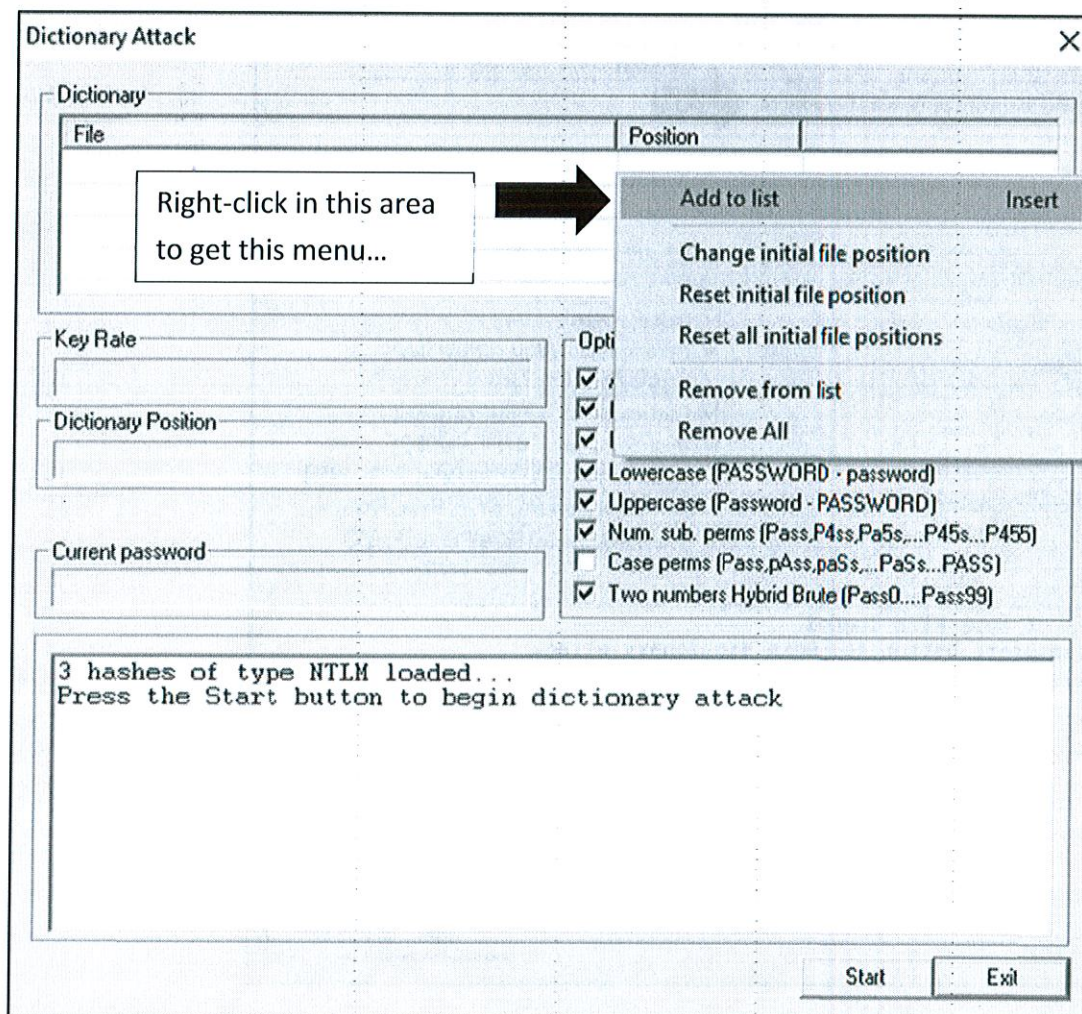 Dictionary Attack
Dictionary
File Position
Right-click in this area
to get this menu...
Add to list Insert
Change initial file position
Reset initial file position
Reset all initial file positions
Remove from list
Remove All
Key Rate
Dictionary Position
Current password
Opti
Lowercase (PASSWORD - password)
Uppercase (Password - PASSWORD)
Num. sub. perms (Pass,P4ss,Pa5s,...P45s...P455)
Case perms (Pass,pAss,paSs,...PaSs...PASS)
Two numbers Hybrid Brute (Pass0....Pass99)
3 hashes of type NTLM loaded...
Press the Start button to begin dictionary attack
Start Exit